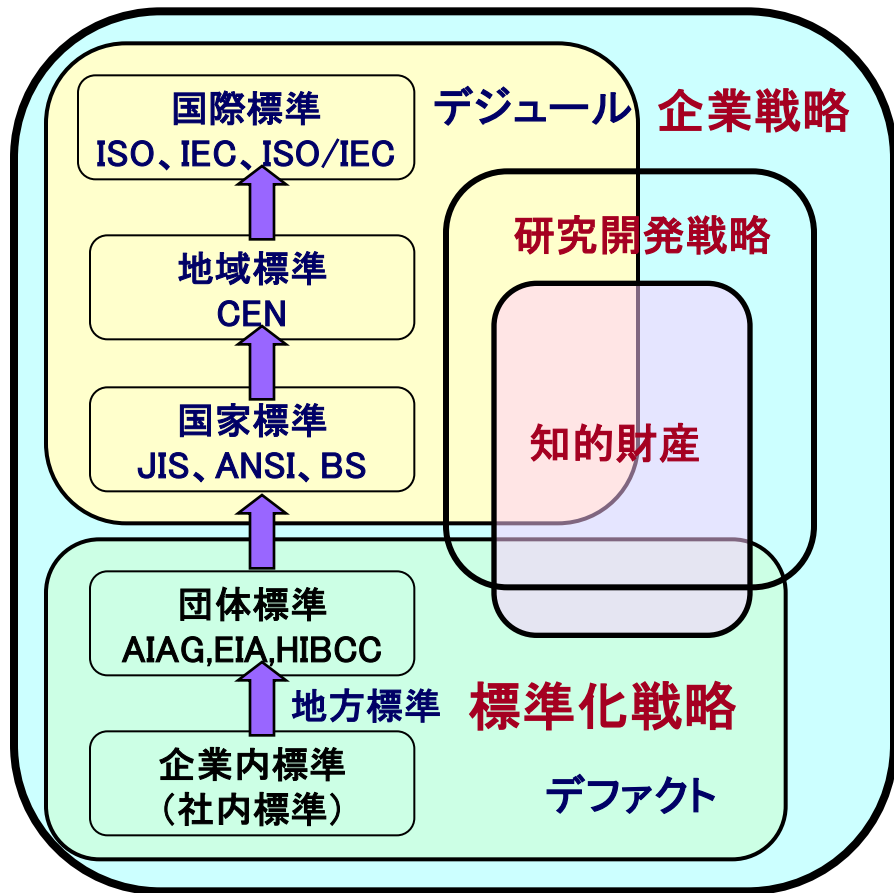 国際標準
ISO、IEC、ISO/IEC
デジュール
企業戦略
地域標準
CEN
研究開発戦略
国家標準
JIS、ANSI、BS
知的財産
団体標準
AIAG,EIA,HIBCC
地方標準
標準化戦略
企業内標準
（社内標準）
デファクト